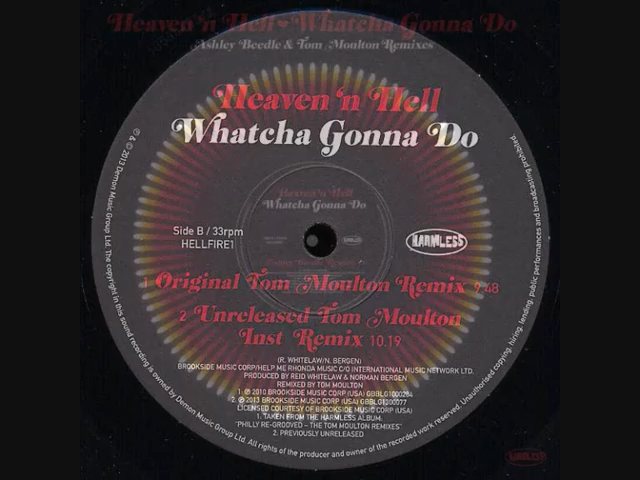 Heaven 'n Hell ❤ Whatcha Gonna Do
Ashley Beedle & Tom Moulton Remixes
Heaven 'n Hell
Whatcha Gonna Do
Heaven 'n Hell
Whatcha Gonna Do
Side B / 33rpm
HELLFIRE1
HARMLESS
1 Original Tom Moulton Remix 9.48
2 Unreleased Tom Moulton
Inst Remix 10.19
(R. WHITELAW/N. BERGEN)
BROOKSIDE MUSIC CORP/HELP ME RHONDA MUSIC C/O INTERNATIONAL MUSIC NETWORK LTD.
PRODUCED BY REID WHITELAW & NORMAN BERGEN
REMIXED BY TOM MOULTON
1: ℗ 2010 BROOKSIDE MUSIC CORP (USA) GBBLG1000284
2. ℗ 2013 BROOKSIDE MUSIC CORP (USA) GBBLG1300077
LICENSED COURTESY OF BROOKSIDE MUSIC CORP (USA)
1. TAKEN FROM THE HARMLESS ALBUM.
"PHILLY RE-GROOVED – THE TOM MOULTON REMIXES"
2: PREVIOUSLY UNRELEASED
℗ & © 2013 Demon Music Group Ltd. The copyright in this sound recording is owned by Demon Music Group Ltd. All rights of the producer and owner of the recorded work reserved. Unauthorised copying, hiring, lending, public performances and broadcasting prohibited.
HARMLESS